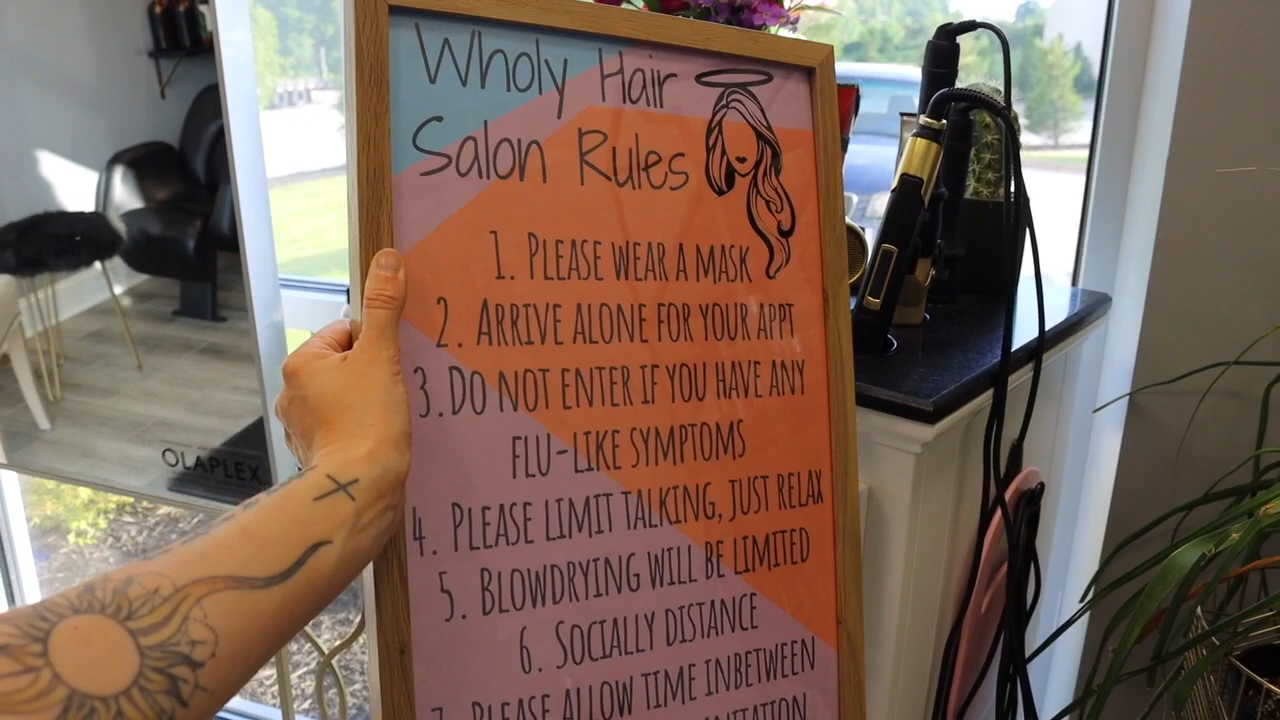 Wholy Hair
Salon Rules
1. Please wear a mask
2. Arrive alone for your appt
3. Do not enter if you have any
flu-like symptoms
4. Please limit talking, just relax
5. Blowdrying will be limited
6. Socially distance
7. Please allow time inbetween
OLAPLEX